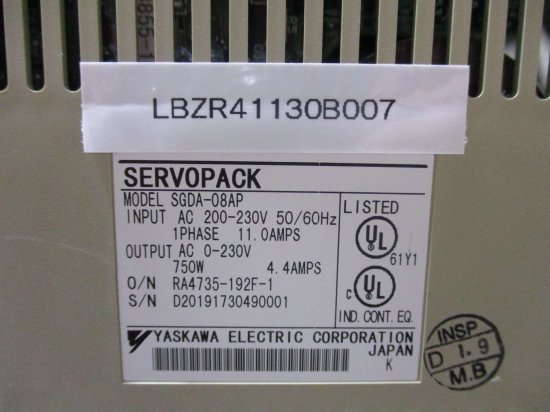 855-1
LBZR41130B007
SERVOPACK
MODEL SGDA-08AP
INPUT AC 200-230V 50/60Hz
1PHASE 11.0AMPS
OUTPUT AC 0-230V
750W 4.4AMPS
O/N RA4735-192F-1
S/N D20191730490001
LISTED
UL
61Y1
c UL
IND. CONT. EQ.
YASKAWA ELECTRIC CORPORATION
JAPAN
K
INSP
D 1.9
M.B